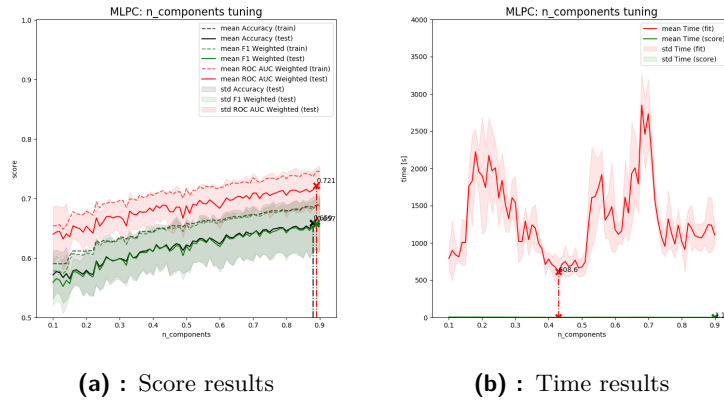 MLPC: n_components tuning
mean Accuracy (train)
mean Accuracy (test)
mean F1 Weighted (train)
mean F1 Weighted (test)
mean ROC AUC Weighted (train)
mean ROC AUC Weighted (test)
std Accuracy (test)
std F1 Weighted (test)
std ROC AUC Weighted (test)
score
1.0
0.9
0.8
0.7
0.6
0.5
0.721
0.1 0.2 0.3 0.4 0.5 0.6 0.7 0.8 0.9
n_components
MLPC: n_components tuning
mean Time (fit)
mean Time (score)
std Time (fit)
std Time (score)
time [s]
4000
3500
3000
2500
2000
1500
1000
500
0
608.6
0.1 0.2 0.3 0.4 0.5 0.6 0.7 0.8 0.9
n_components
(a) : Score results
(b) : Time results